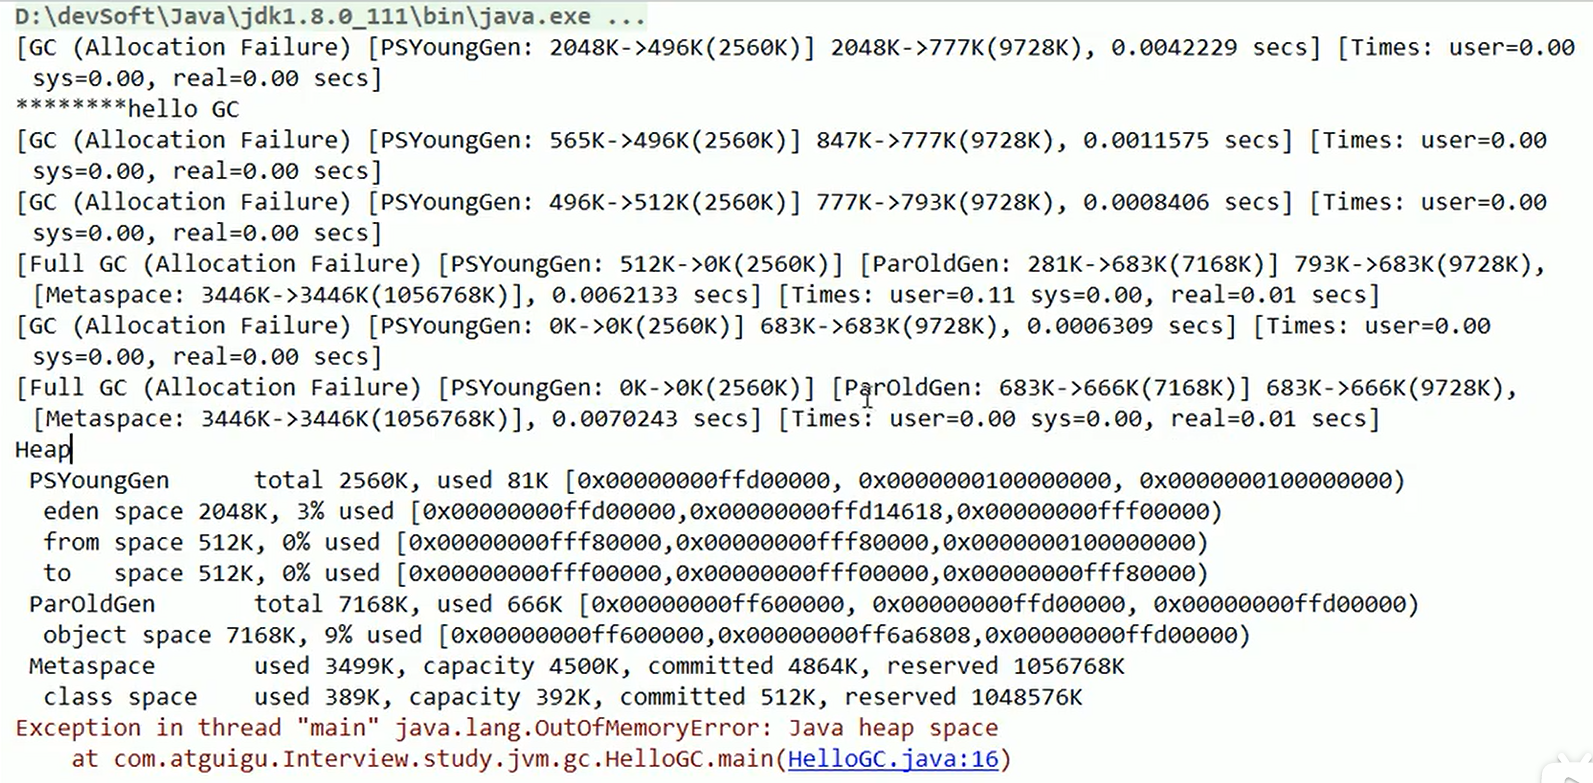 D:\devSoft\Java\jdk1.8.0_111\bin\java.exe ...
[GC (Allocation Failure) [PSYoungGen: 2048K->496K(2560K)] 2048K->777K(9728K), 0.0042229 secs] [Times: user=0.00
sys=0.00, real=0.00 secs]
********hello GC
[GC (Allocation Failure) [PSYoungGen: 565K->496K(2560K)] 847K->777K(9728K), 0.0011575 secs] [Times: user=0.00
sys=0.00, real=0.00 secs]
[GC (Allocation Failure) [PSYoungGen: 496K->512K(2560K)] 777K->793K(9728K), 0.0008406 secs] [Times: user=0.00
sys=0.00, real=0.00 secs]
[Full GC (Allocation Failure) [PSYoungGen: 512K->0K(2560K)] [ParOldGen: 281K->683K(7168K)] 793K->683K(9728K),
[Metaspace: 3446K->3446K(1056768K)], 0.0062133 secs] [Times: user=0.11 sys=0.00, real=0.01 secs]
[GC (Allocation Failure) [PSYoungGen: 0K->0K(2560K)] 683K->683K(9728K), 0.0006309 secs] [Times: user=0.00
sys=0.00, real=0.00 secs]
[Full GC (Allocation Failure) [PSYoungGen: 0K->0K(2560K)] [ParOldGen: 683K->666K(7168K)] 683K->666K(9728K),
[Metaspace: 3446K->3446K(1056768K)], 0.0070243 secs] [Times: user=0.00 sys=0.00, real=0.01 secs]
Heap
PSYoungGen      total 2560K, used 81K [0x00000000ffd00000, 0x0000000100000000, 0x0000000100000000)
eden space 2048K, 3% used [0x00000000ffd00000,0x00000000ffd14618,0x00000000fff00000)
from space 512K, 0% used [0x00000000fff80000,0x00000000fff80000,0x0000000100000000)
to   space 512K, 0% used [0x00000000fff00000,0x00000000fff00000,0x00000000fff80000)
ParOldGen       total 7168K, used 666K [0x00000000ff600000, 0x00000000ffd00000, 0x00000000ffd00000)
object space 7168K, 9% used [0x00000000ff600000,0x00000000ff6a6808,0x00000000ffd00000)
Metaspace       used 3499K, capacity 4500K, committed 4864K, reserved 1056768K
class space    used 389K, capacity 392K, committed 512K, reserved 1048576K
Exception in thread "main" java.lang.OutOfMemoryError: Java heap space
at com.atguigu.Interview.study.jvm.gc.HelloGC.main(HelloGC.java:16)